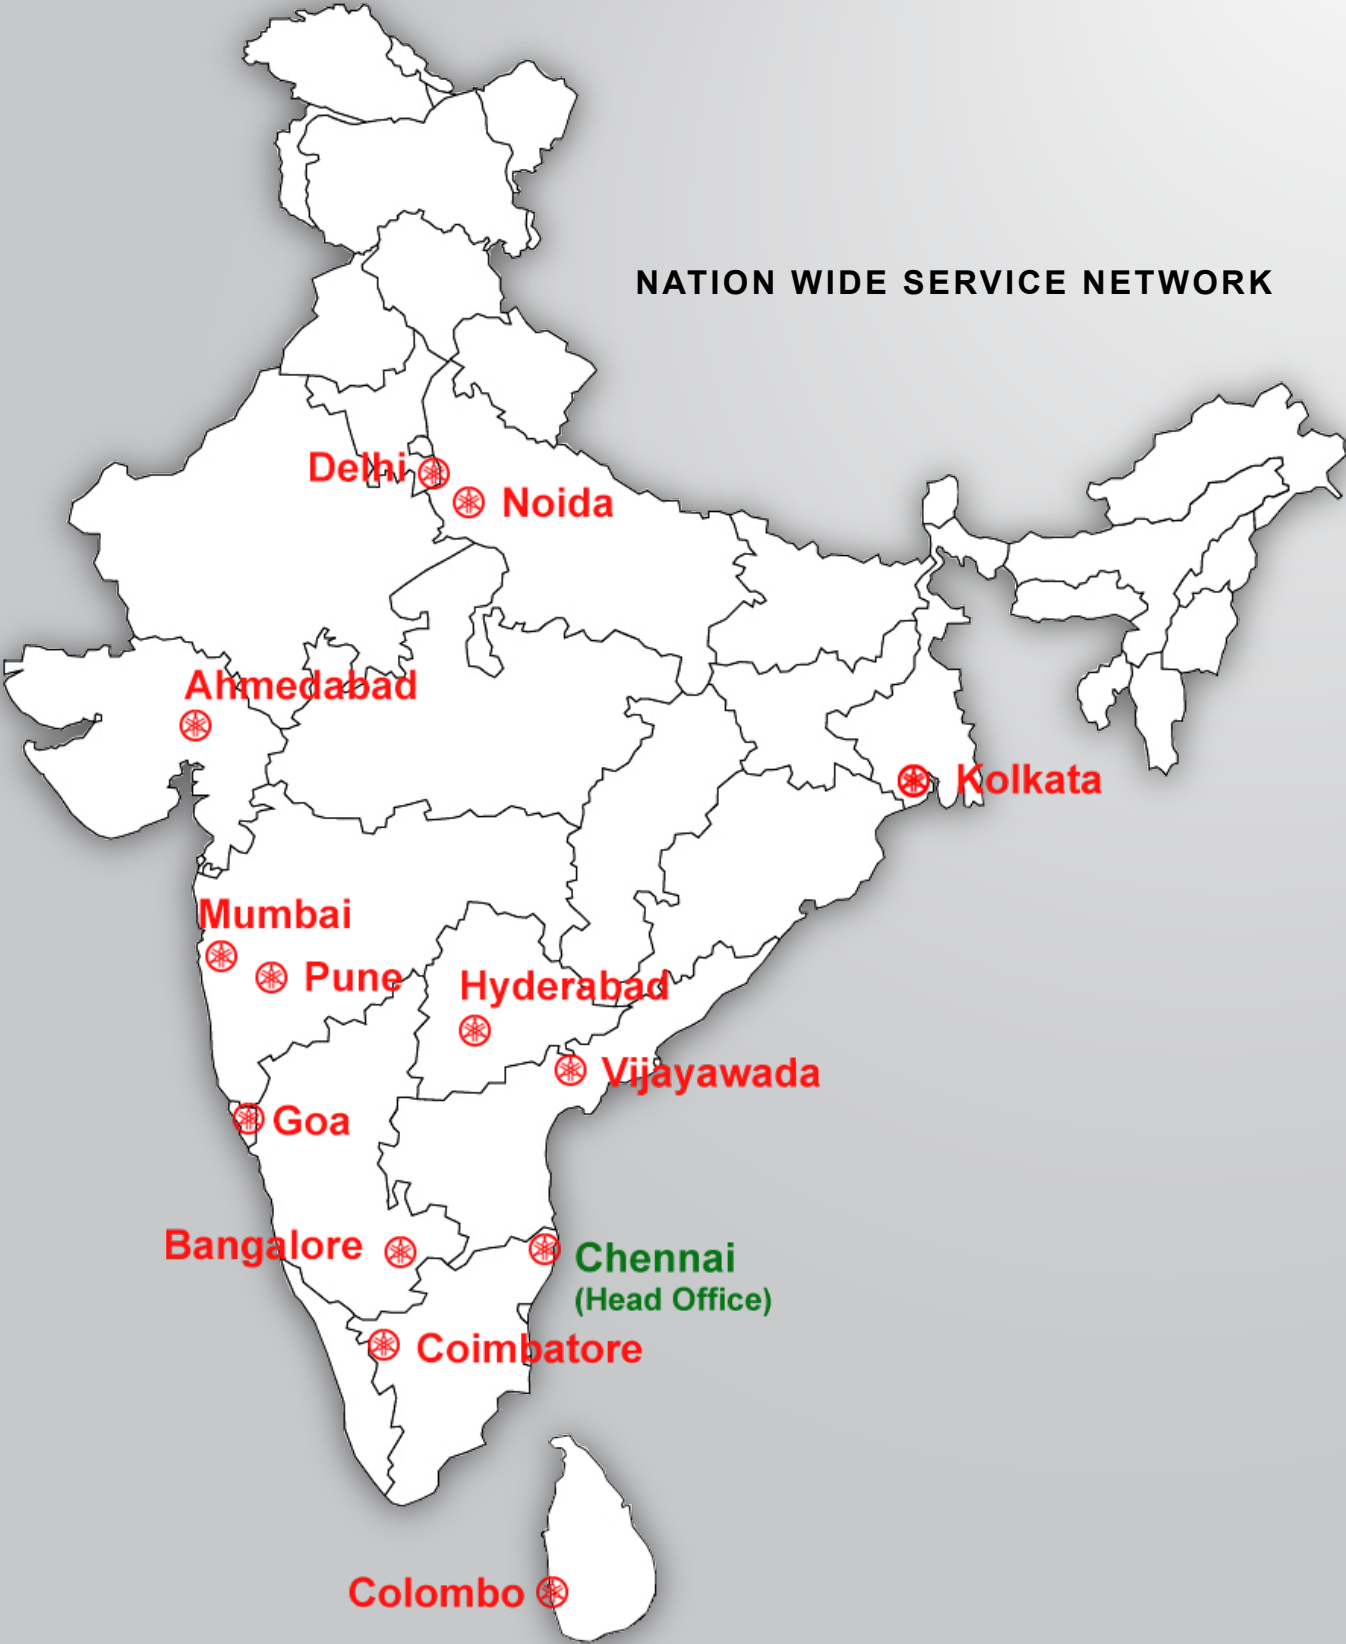 NATION WIDE SERVICE NETWORK
Delhi
Noida
Ahmedabad
Kolkata
Mumbai
Pune
Hyderabad
Vijayawada
Goa
Bangalore
Chennai
(Head Office)
Coimbatore
Colombo